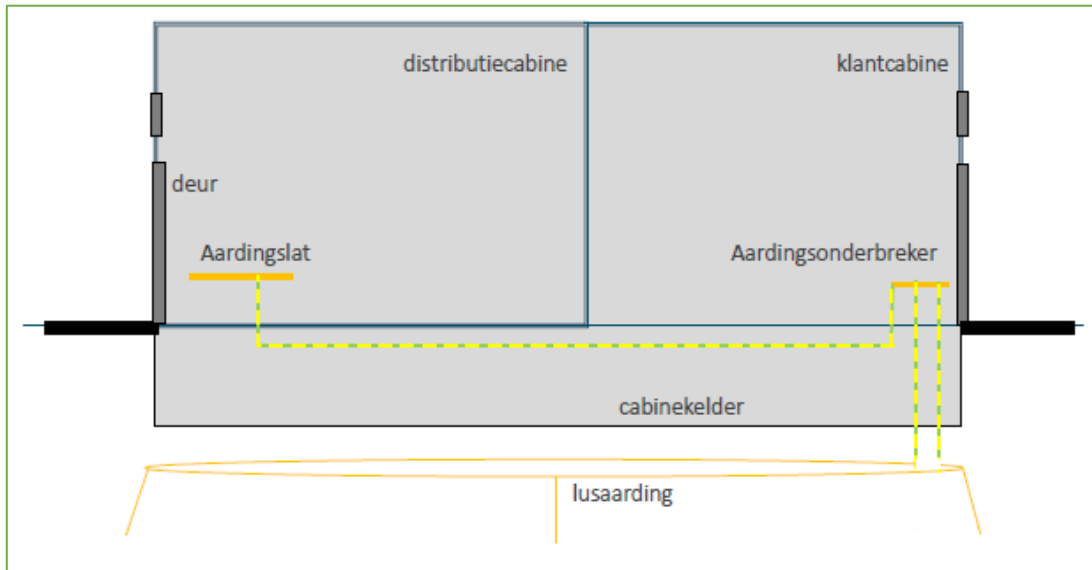 distributiecabine
klantcabine
deur
Aardingslat
Aardingsonderbreker
cabinekelder
lusaarding